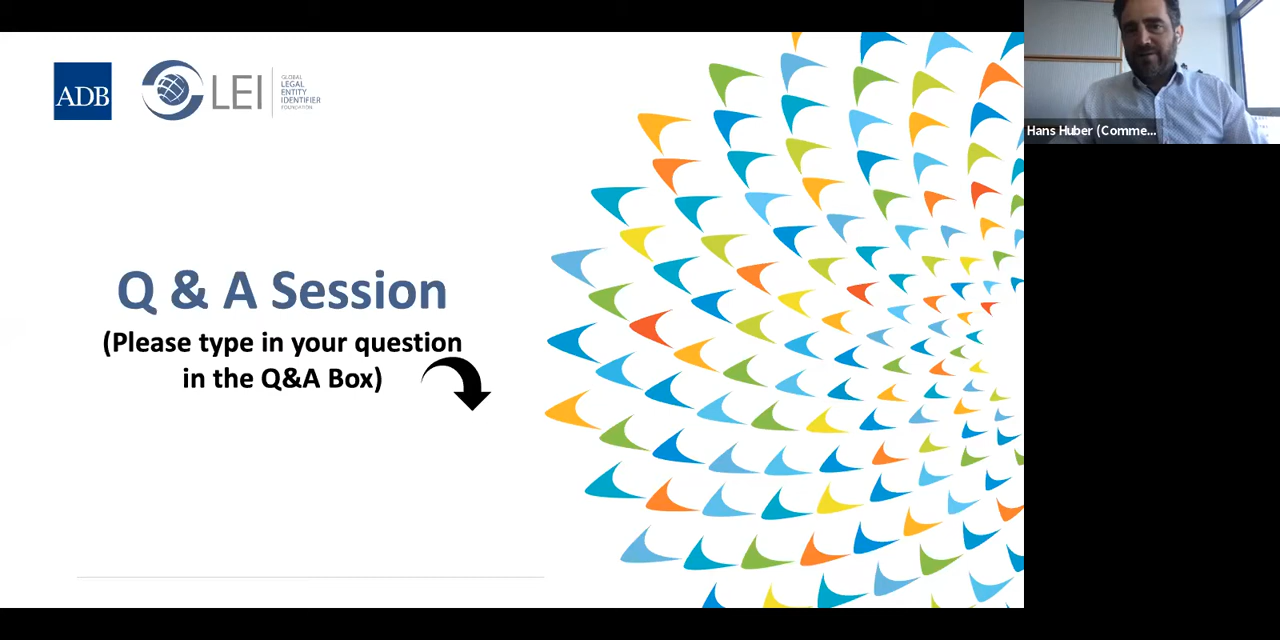 ADB
LEI
GLOBAL
LEGAL
ENTITY
IDENTIFIER
FOUNDATION
Hans Huber (Comme...
Q & A Session
(Please type in your question
in the Q&A Box)